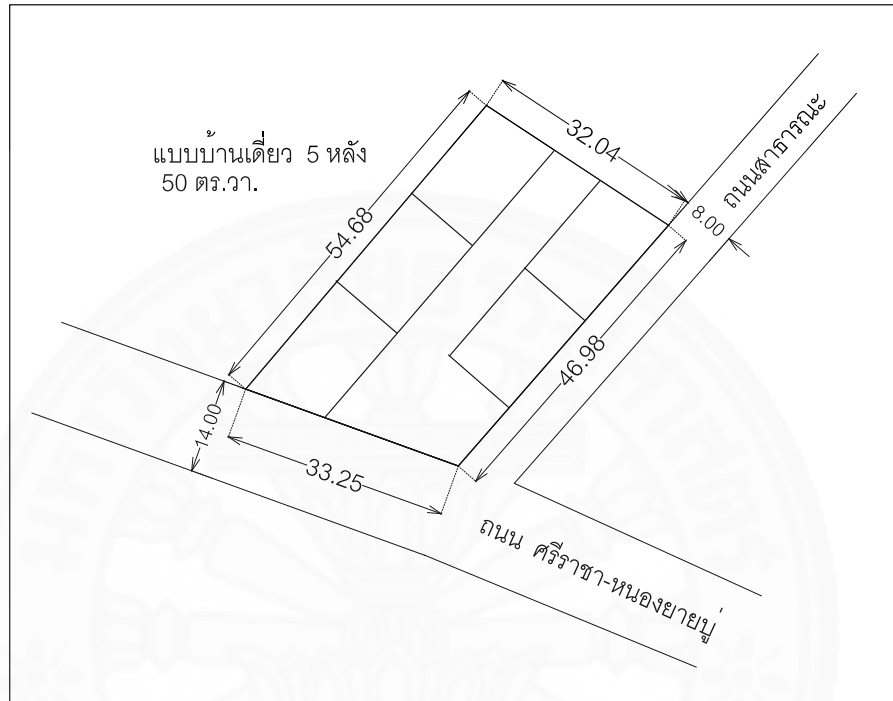 แบบบ้านเดี่ยว 5 หลัง
50 ตร.วา.
32.04
ถนนสาธารณะ
8.00
54.68
46.98
14.00
33.25
ถนน ศรีราชา-หนองยายบู่